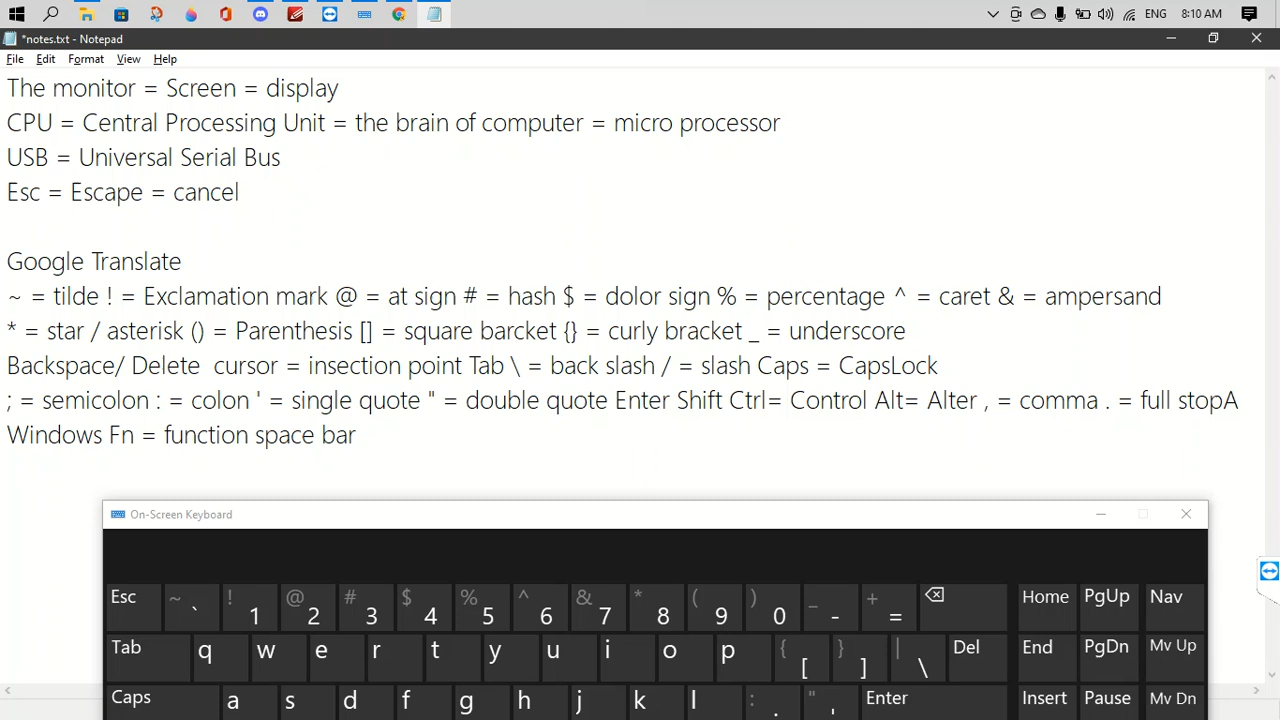 ENG 8:10 AM
*notes.txt - Notepad
File Edit Format View Help
The monitor = Screen = display
CPU = Central Processing Unit = the brain of computer = micro processor
USB = Universal Serial Bus
Esc = Escape = cancel
Google Translate
~ = tilde ! = Exclamation mark @ = at sign # = hash $ = dolor sign % = percentage ^ = caret & = ampersand
* = star / asterisk () = Parenthesis [] = square barcket {} = curly bracket _ = underscore
Backspace/ Delete  cursor = insection point Tab \ = back slash / = slash Caps = CapsLock
; = semicolon : = colon ' = single quote " = double quote Enter Shift Ctrl= Control Alt= Alter , = comma . = full stopA
Windows Fn = function space bar
On-Screen Keyboard
Esc ~ ` ! 1 @ 2 # 3 $ 4 % 5 ^ 6 & 7 * 8 ( 9 ) 0 _ - + = Home PgUp Nav
Tab q w e r t y u i o p { [ } ] | \ Del End PgDn Mv Up
Caps a s d f g h j k l : ; " ' Enter Insert Pause Mv Dn